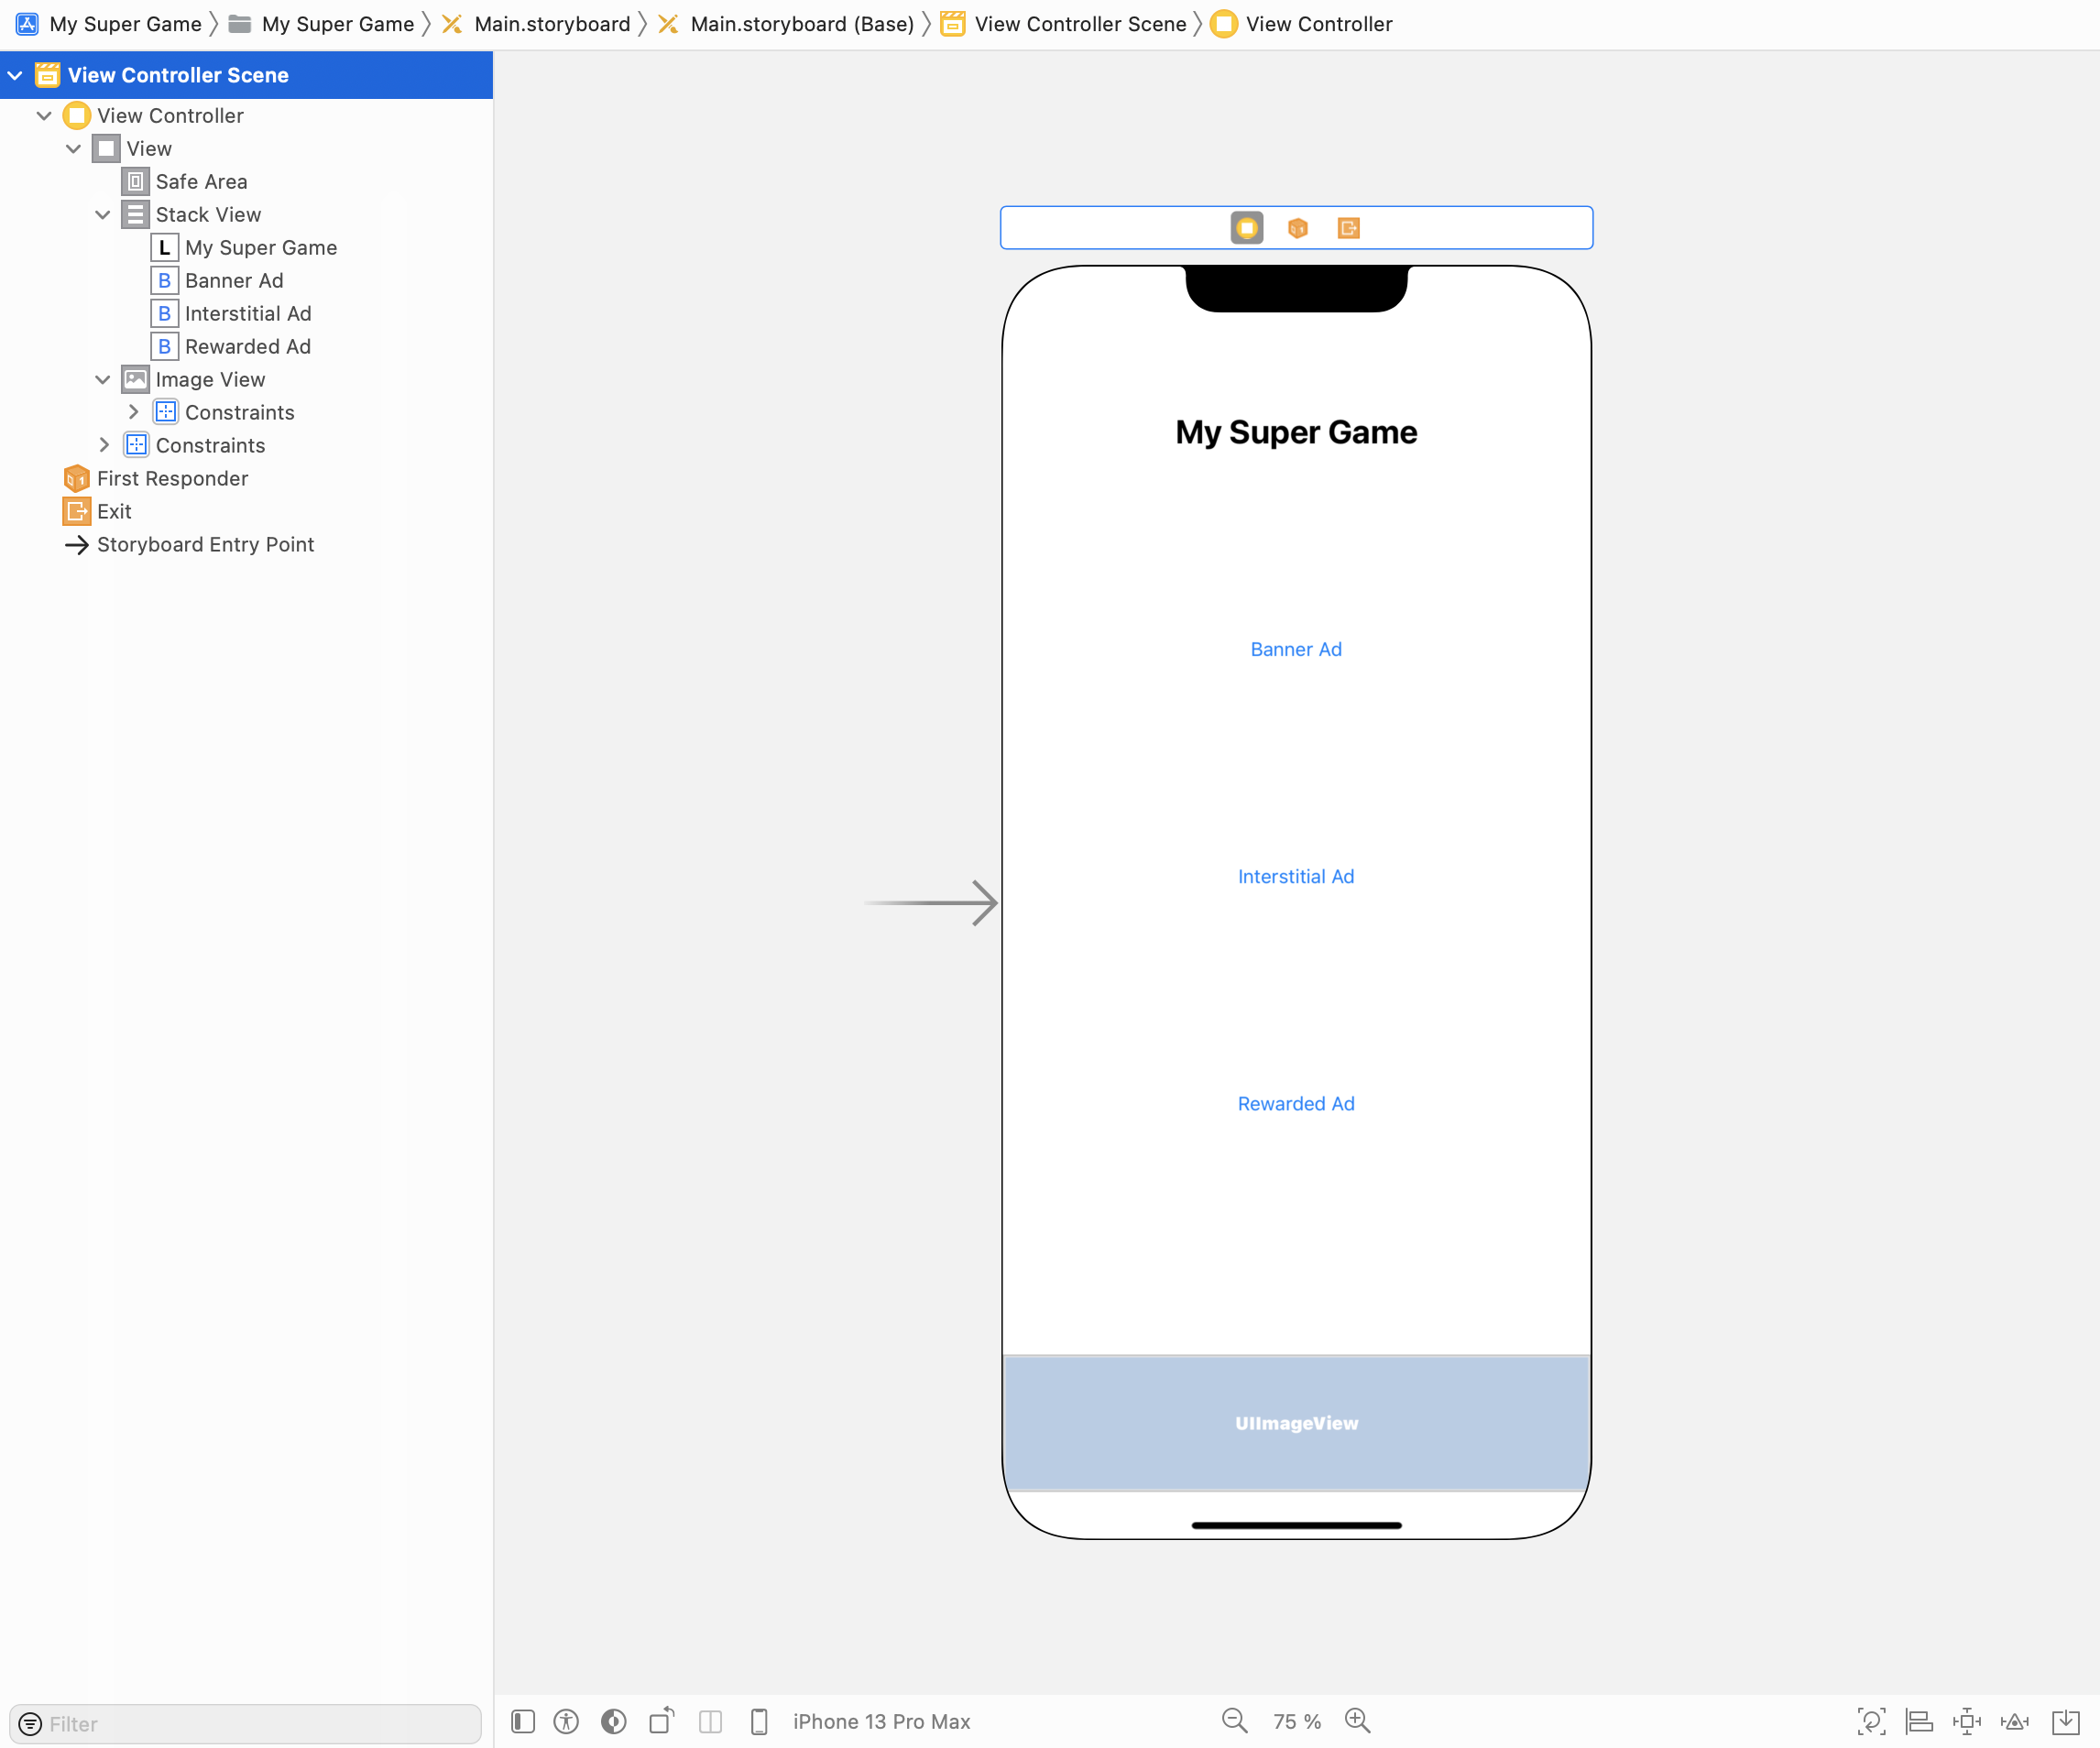 My Super Game My Super Game Main.storyboard Main.storyboard (Base) View Controller Scene View Controller
View Controller Scene
View Controller
View
Safe Area
Stack View
L My Super Game
B Banner Ad
B Interstitial Ad
B Rewarded Ad
Image View
Constraints
Constraints
First Responder
Exit
Storyboard Entry Point
Filter
My Super Game
Banner Ad
Interstitial Ad
Rewarded Ad
UIImageView
iPhone 13 Pro Max 75 %